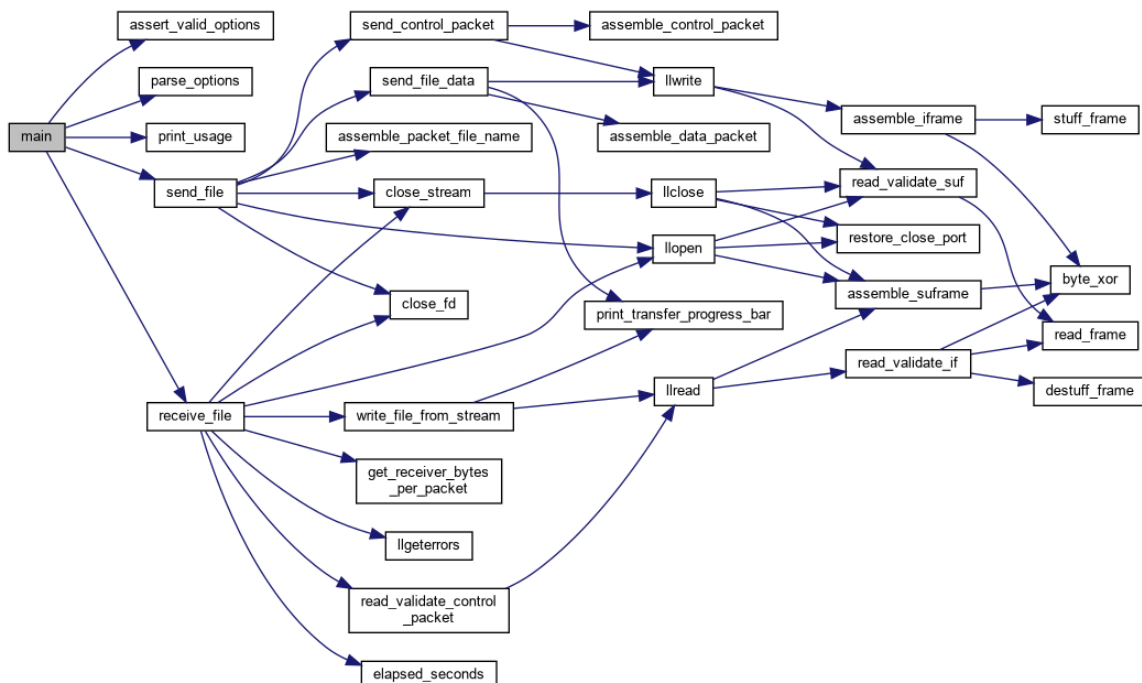 main
assert_valid_options
parse_options
print_usage
send_file
receive_file
send_control_packet
send_file_data
assemble_packet_file_name
close_stream
close_fd
write_file_from_stream
get_receiver_bytes
_per_packet
llgeterrors
read_validate_control
_packet
elapsed_seconds
assemble_control_packet
llwrite
assemble_data_packet
llclose
llopen
print_transfer_progress_bar
llread
assemble_iframe
read_validate_suf
restore_close_port
assemble_suframe
read_validate_if
stuff_frame
byte_xor
read_frame
destuff_frame